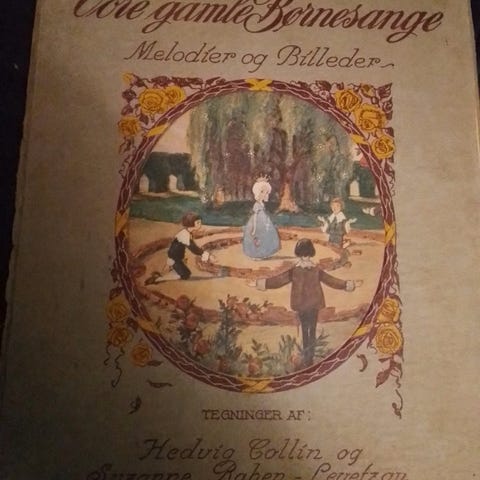 Vore gamle Børnesange
Melodier og Billeder
TEGNINGER AF:
Hedvig Collin og
Suzanne Raben-Levetzau